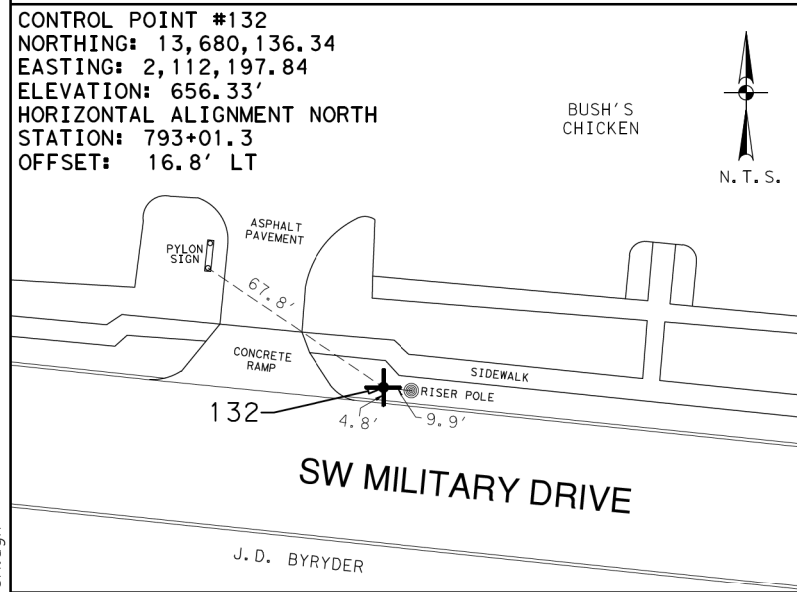 CONTROL POINT #132
NORTHING: 13,680,136.34
EASTING: 2,112,197.84
ELEVATION: 656.33'
HORIZONTAL ALIGNMENT NORTH
STATION: 793+01.3
OFFSET: 16.8' LT
BUSH'S
CHICKEN
N.T.S.
ASPHALT
PAVEMENT
PYLON
SIGN
67.8'
CONCRETE
RAMP
SIDEWALK
RISER POLE
132
4.8'
9.9'
SW MILITARY DRIVE
J.D. BYRYDER